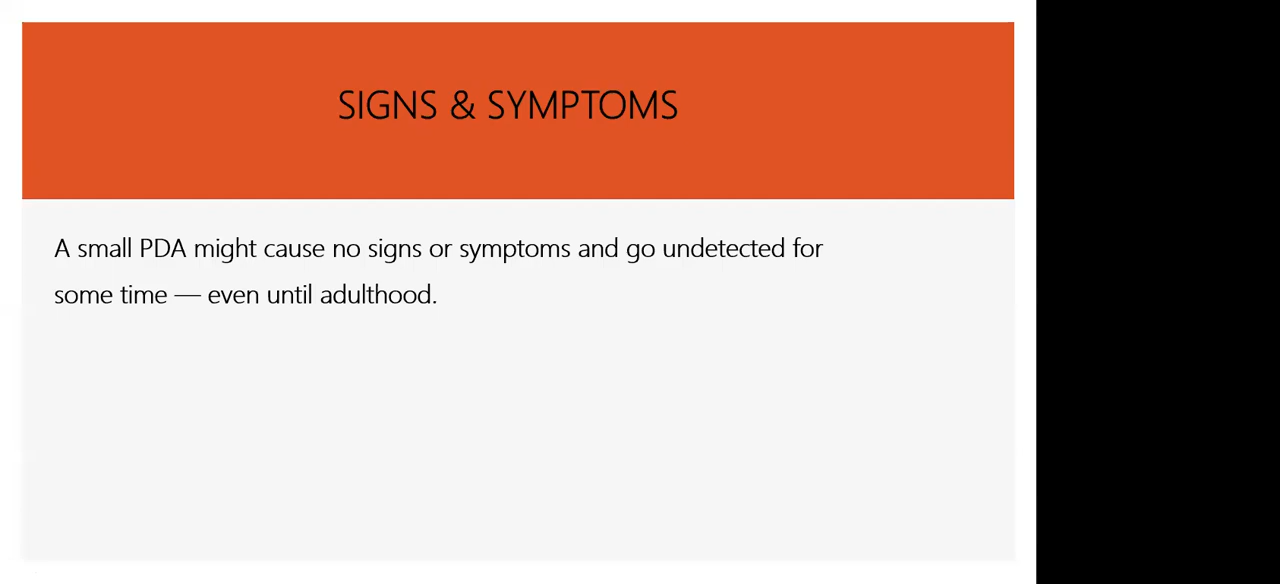 SIGNS & SYMPTOMS
A small PDA might cause no signs or symptoms and go undetected for
some time — even until adulthood.